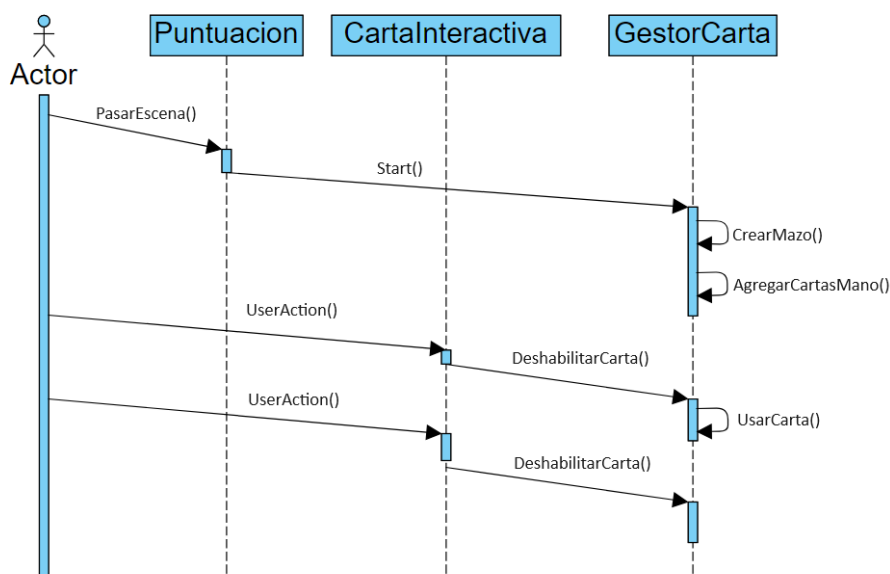 Actor
Puntuacion
CartaInteractiva
GestorCarta
PasarEscena()
Start()
CrearMazo()
AgregarCartasMano()
UserAction()
DeshabilitarCarta()
UserAction()
UsarCarta()
DeshabilitarCarta()